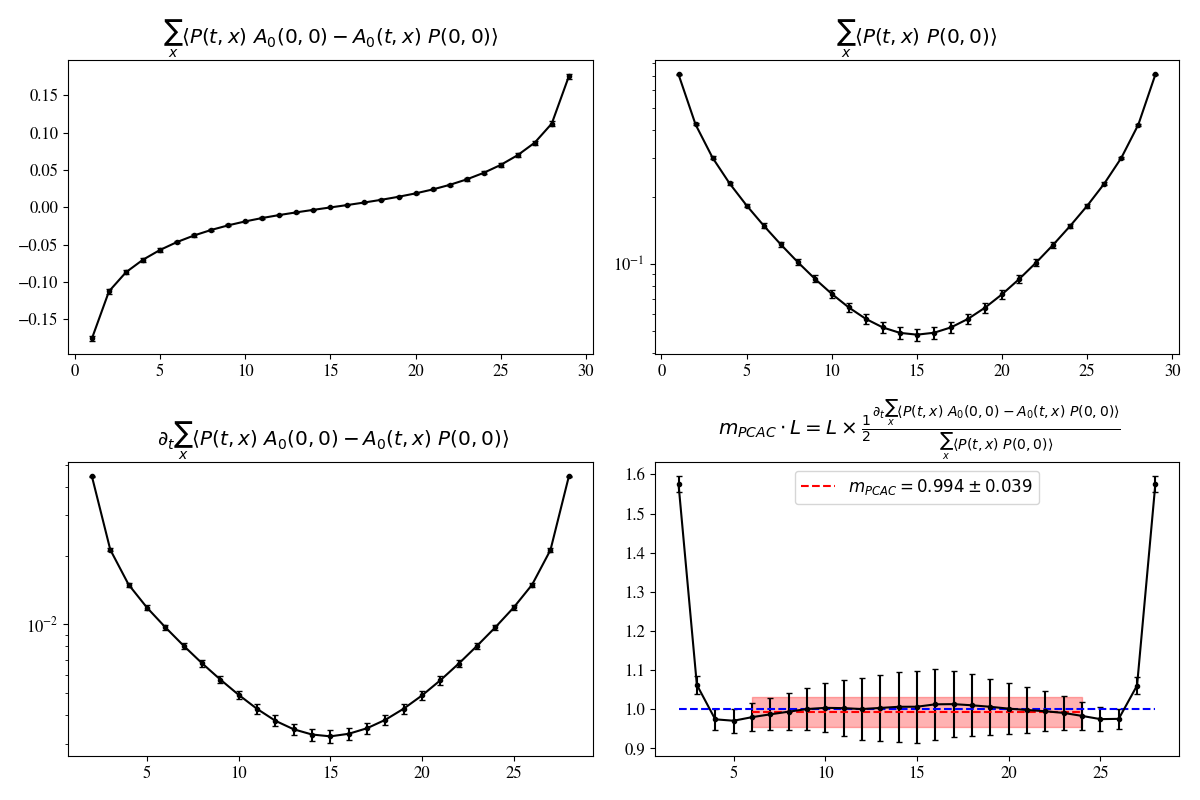 ∑ₓ⟨P(t, x) A₀(0, 0) − A₀(t, x) P(0, 0)⟩
0.15
0.10
0.05
0.00
−0.05
−0.10
−0.15
0 5 10 15 20 25 30
∑ₓ⟨P(t, x) P(0, 0)⟩
10⁻¹
0 5 10 15 20 25 30
∂ₜ∑ₓ⟨P(t, x) A₀(0, 0) − A₀(t, x) P(0, 0)⟩
10⁻²
5 10 15 20 25
m_PCAC · L = L × 1/2 ∂ₜ∑ₓ⟨P(t, x) A₀(0, 0) − A₀(t, x) P(0, 0)⟩ / ∑ₓ⟨P(t, x) P(0, 0)⟩
m_PCAC = 0.994 ± 0.039
1.6
1.5
1.4
1.3
1.2
1.1
1.0
0.9
5 10 15 20 25